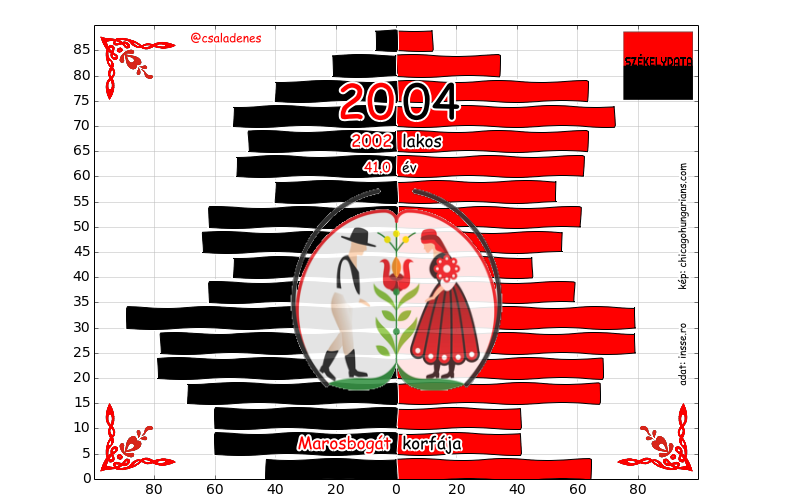 @csaladenes
SZÉKELYDATA
2004
2002 lakos
41,0 év
kép: chicagohungarians.com
adat: insse.ro
Marosbogát korfája
85
80
75
70
65
60
55
50
45
40
35
30
25
20
15
10
5
0
80 60 40 20 0 20 40 60 80